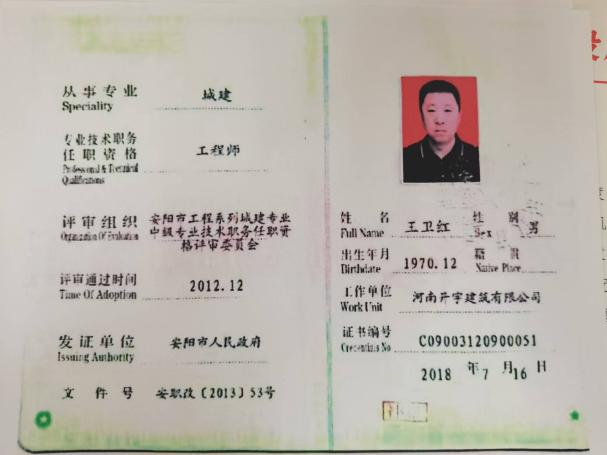 从事专业 城建
Speciality
专业技术职务
任职资格 工程师
Professional & Technical
Qualifications
评审组织 安阳市工程系列城建专业
中级专业技术职务任职资
格评审委员会
Organization Of Evaluation
评审通过时间 2012.12
Time Of Adoption
发证单位 安阳市人民政府
Issuing Authority
文件号 安职改〔2013〕53号
姓名 王卫红 性别 男
Full Name Sex
出生年月 1970.12 籍贯
Birthdate Native Place
工作单位 河南开宇建筑有限公司
Work Unit
证书编号 C09003120900051
Credentials No
2018 年 7 月 16 日